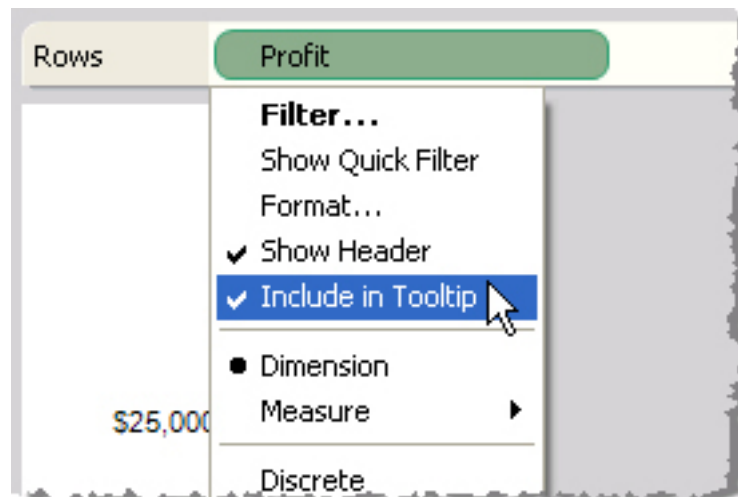 Rows Profit
Filter...
Show Quick Filter
Format...
Show Header
Include in Tooltip
Dimension
$25,000 Measure
Discrete